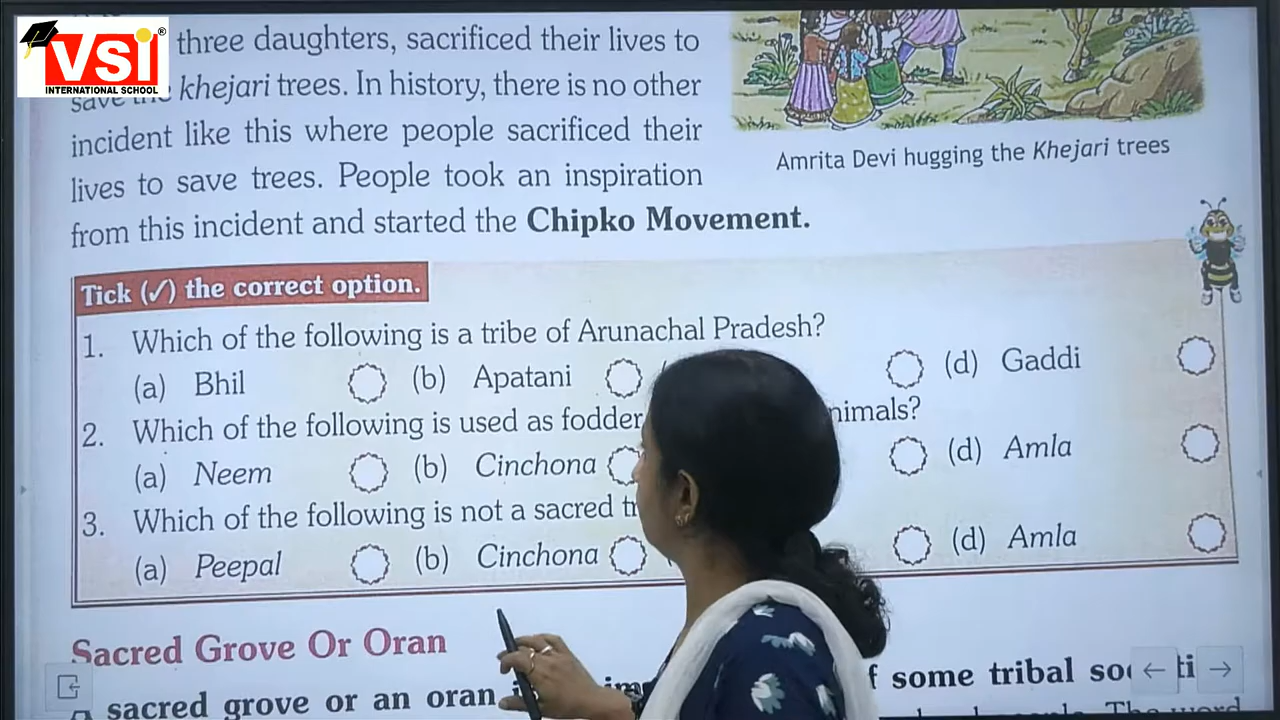 VSI
INTERNATIONAL SCHOOL
three daughters, sacrificed their lives to
save the khejari trees. In history, there is no other
incident like this where people sacrificed their
lives to save trees. People took an inspiration
from this incident and started the Chipko Movement.
Amrita Devi hugging the Khejari trees
Tick (✓) the correct option.
1. Which of the following is a tribe of Arunachal Pradesh?
(a) Bhil (b) Apatani (d) Gaddi
2. Which of the following is used as fodder nimals?
(a) Neem (b) Cinchona (d) Amla
3. Which of the following is not a sacred
(a) Peepal (b) Cinchona (d) Amla
Sacred Grove Or Oran
A sacred grove or an oran of some tribal